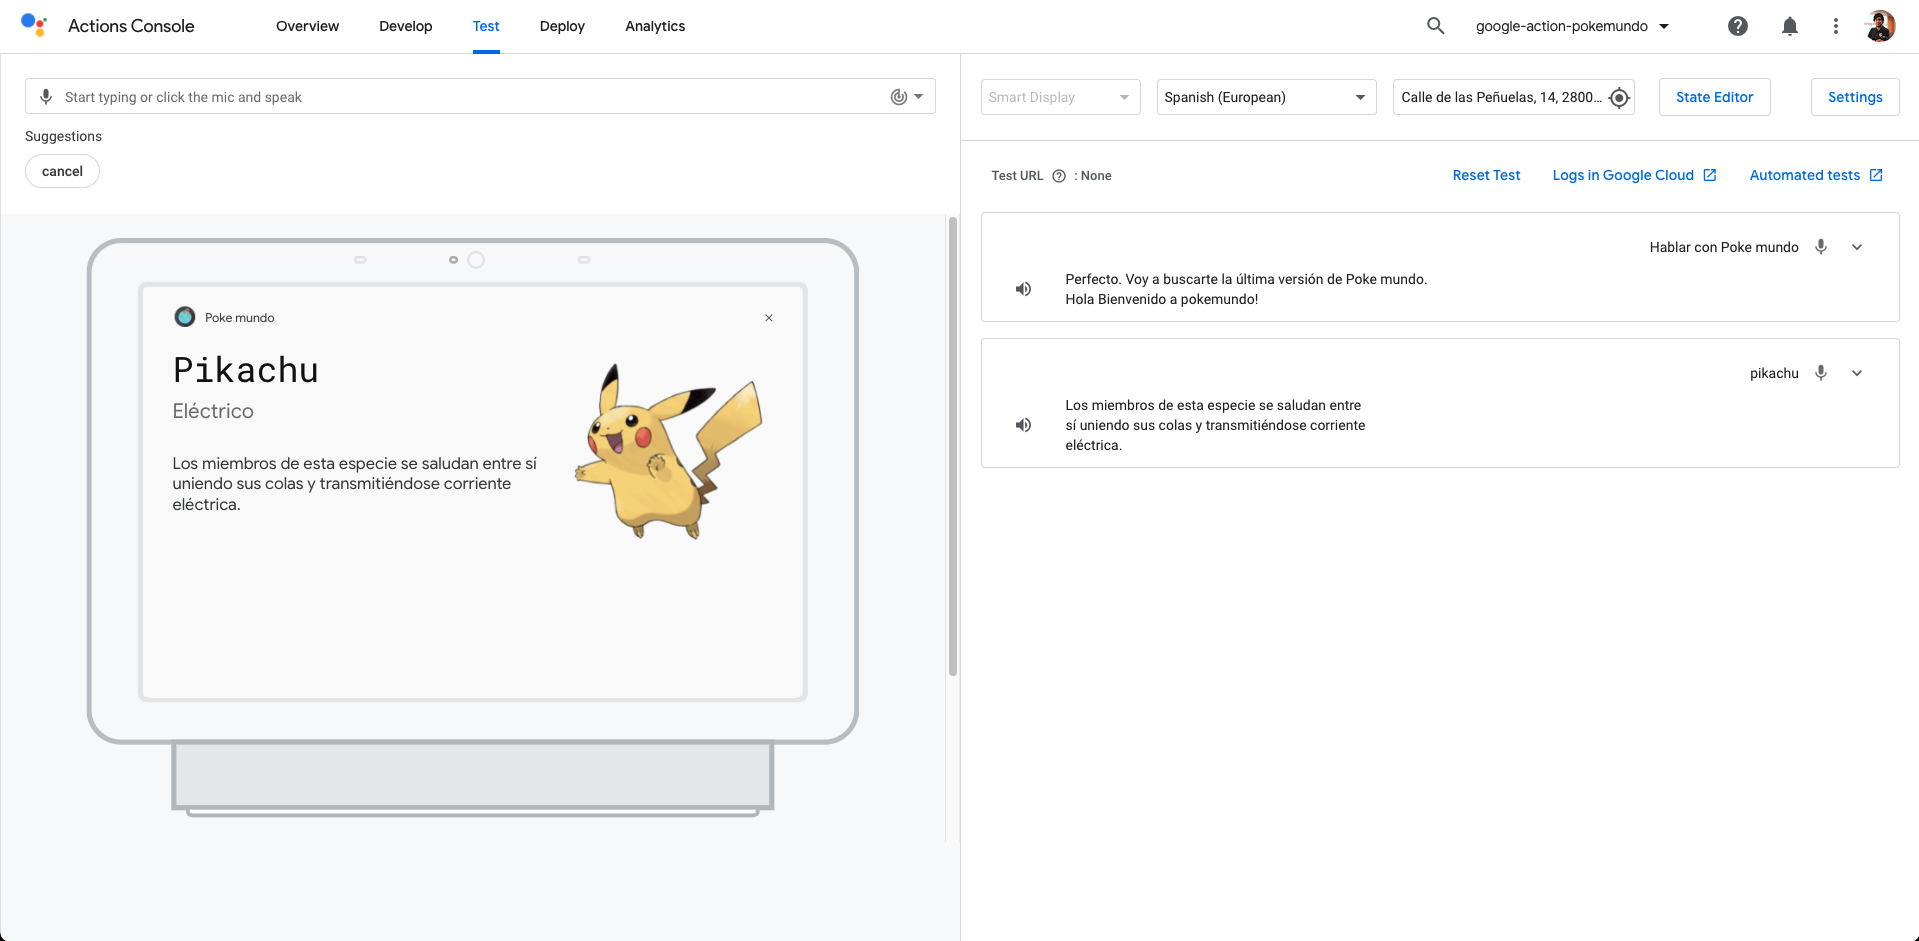 Actions Console
Overview
Develop
Test
Deploy
Analytics
google-action-pokemundo
Start typing or click the mic and speak
Suggestions
cancel
Poke mundo
×
Pikachu
Eléctrico
Los miembros de esta especie se saludan entre sí
uniendo sus colas y transmitiéndose corriente
eléctrica.
Smart Display
Spanish (European)
Calle de las Peñuelas, 14, 2800...
State Editor
Settings
Test URL ? : None
Reset Test
Logs in Google Cloud
Automated tests
Hablar con Poke mundo
Perfecto. Voy a buscarte la última versión de Poke mundo.
Hola Bienvenido a pokemundo!
pikachu
Los miembros de esta especie se saludan entre
sí uniendo sus colas y transmitiéndose corriente
eléctrica.